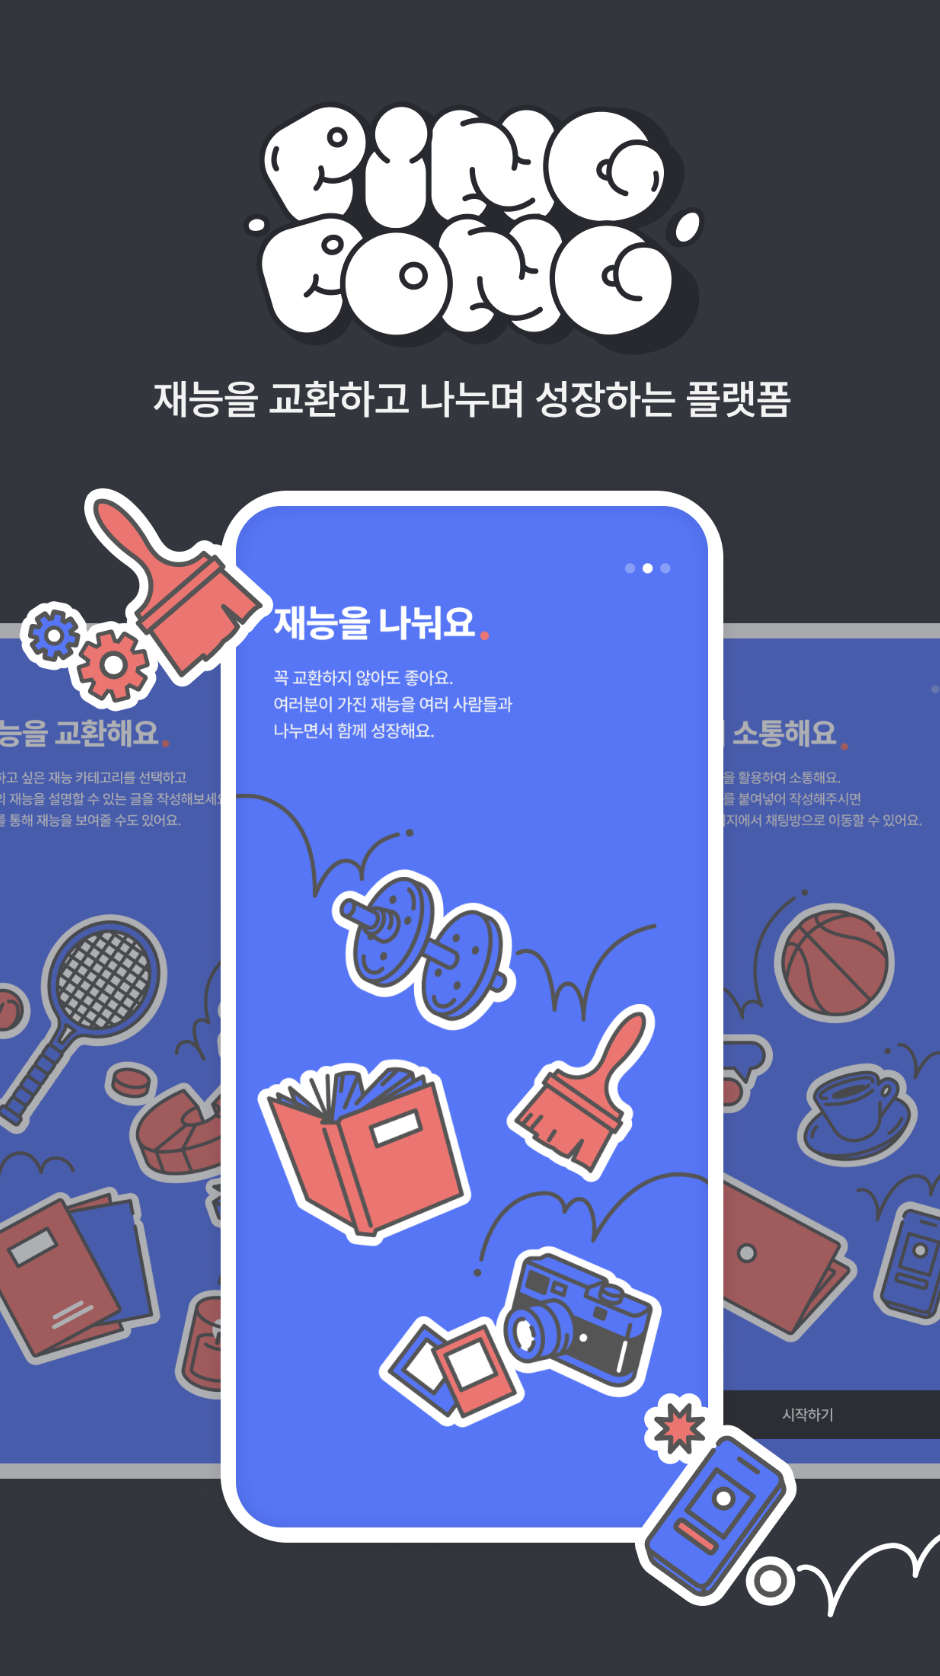 PING
PONG
재능을 교환하고 나누며 성장하는 플랫폼
재능을 나눠요.
꼭 교환하지 않아도 좋아요.
여러분이 가진 재능을 여러 사람들과
나누면서 함께 성장해요.
능을 교환해요.
하고 싶은 재능 카테고리를 선택하고
의 재능을 설명할 수 있는 글을 작성해보세요
를 통해 재능을 보여줄 수도 있어요.
소통해요.
을 활용하여 소통해요.
를 붙여넣어 작성해주시면
지에서 채팅방으로 이동할 수 있어요.
시작하기